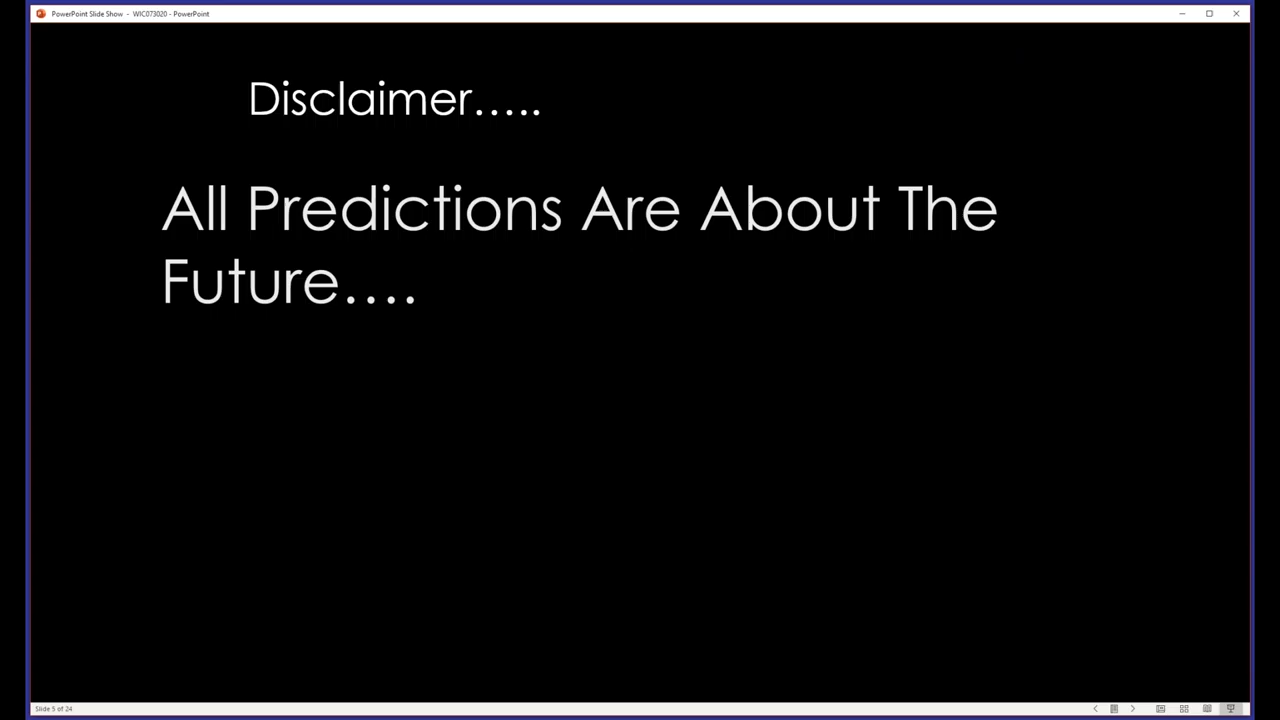 PowerPoint Slide Show - WIC073020 - PowerPoint
Disclaimer.....
All Predictions Are About The
Future....
Slide 5 of 24